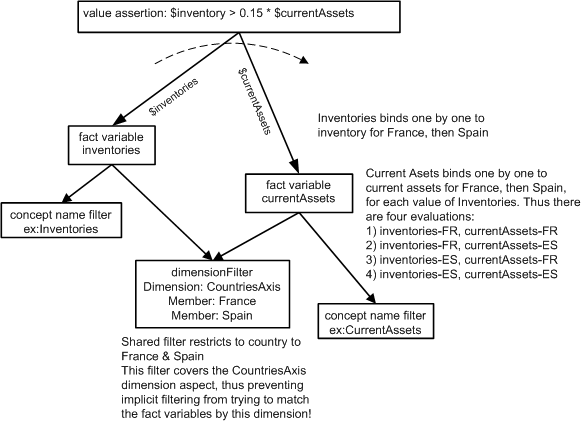 value assertion: $inventory > 0.15 * $currentAssets
$inventories
$currentAssets
Inventories binds one by one to
inventory for France, then Spain
fact variable
inventories
fact variable
currentAssets
Current Asets binds one by one to
current assets for France, then Spain,
for each value of Inventories. Thus there
are four evaluations:
1) inventories-FR, currentAssets-FR
2) inventories-FR, currentAssets-ES
3) inventories-ES, currentAssets-FR
4) inventories-ES, currentAssets-ES
concept name filter
ex:Inventories
dimensionFilter
Dimension: CountriesAxis
Member: France
Member: Spain
concept name filter
ex:CurrentAssets
Shared filter restricts to country to
France & Spain
This filter covers the CountriesAxis
dimension aspect, thus preventing
implicit filtering from trying to match
the fact variables by this dimension!